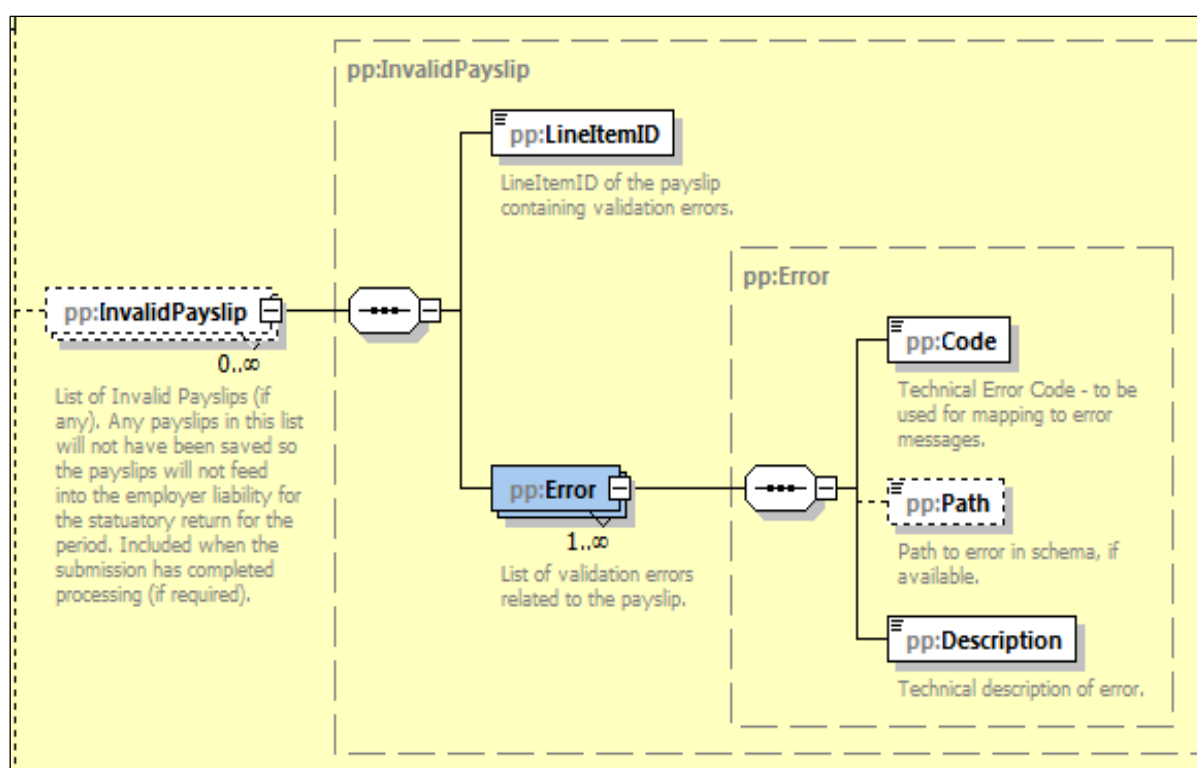 pp:InvalidPayslip
pp:LineItemID
LineItemID of the payslip
containing validation errors.
pp:InvalidPayslip
0..∞
List of Invalid Payslips (if
any). Any payslips in this list
will not have been saved so
the payslips will not feed
into the employer liability for
the statuatory return for the
period. Included when the
submission has completed
processing (if required).
pp:Error
1..∞
List of validation errors
related to the payslip.
pp:Error
pp:Code
Technical Error Code - to be
used for mapping to error
messages.
pp:Path
Path to error in schema, if
available.
pp:Description
Technical description of error.